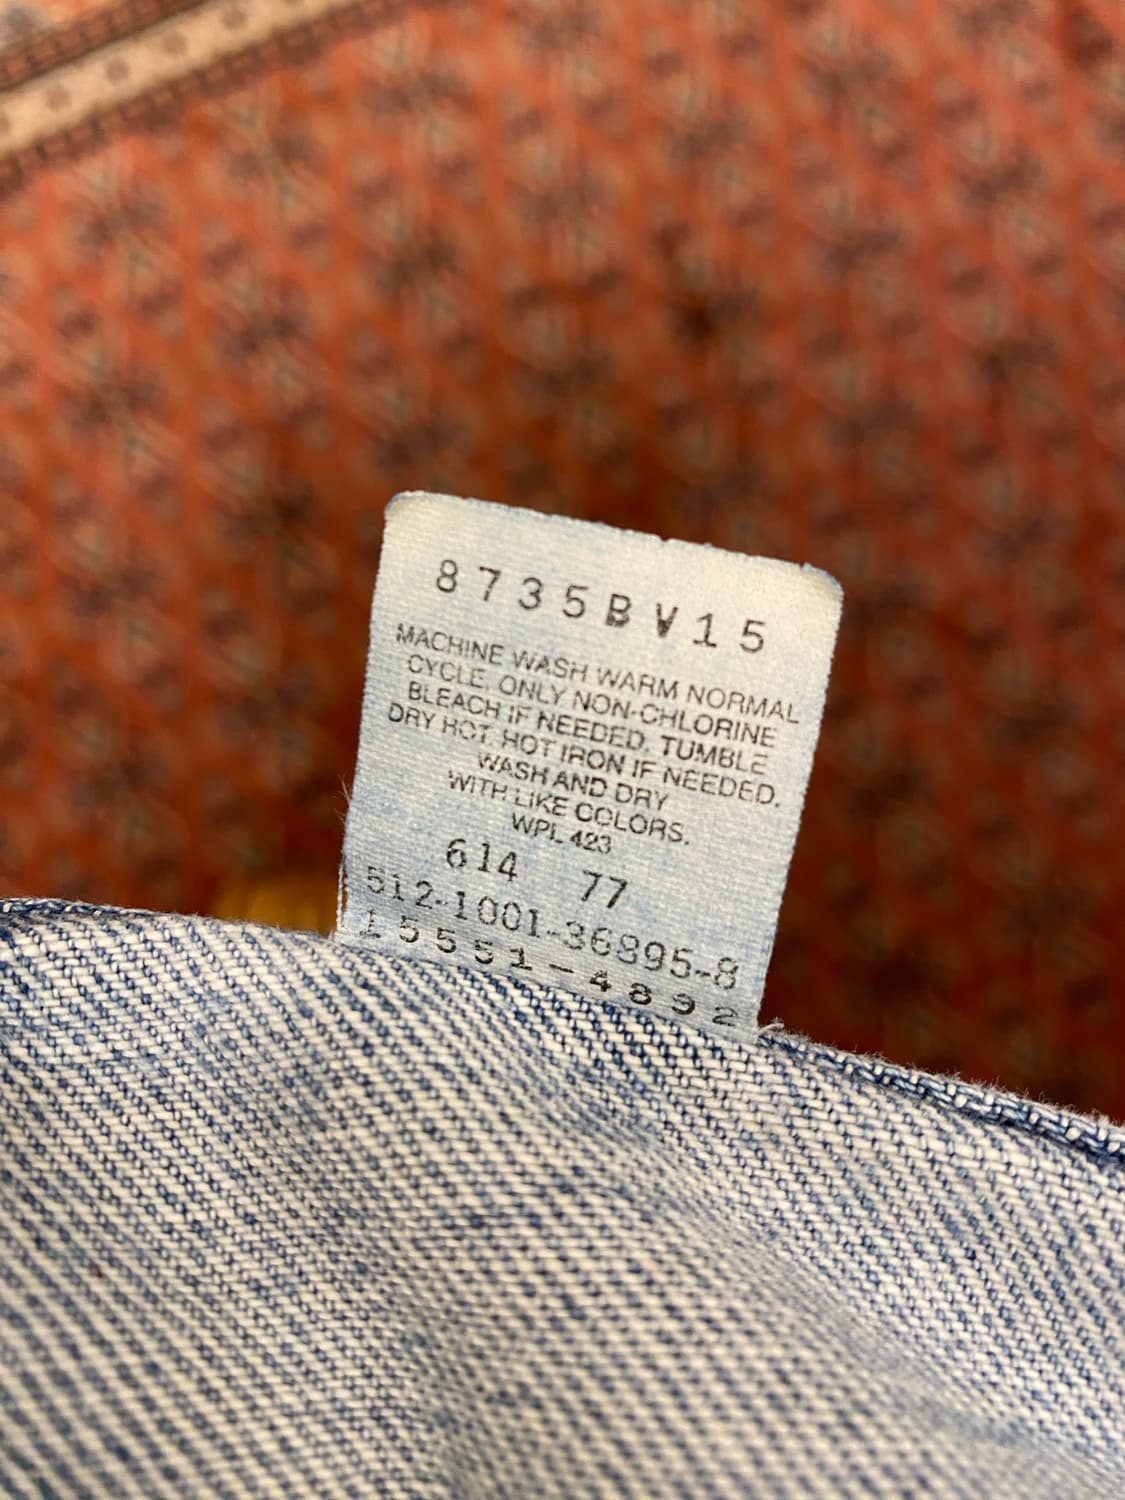 8735BV15
MACHINE WASH WARM NORMAL
CYCLE. ONLY NON-CHLORINE
BLEACH IF NEEDED. TUMBLE
DRY HOT. HOT IRON IF NEEDED.
WASH AND DRY
WITH LIKE COLORS.
WPL 423
614 77
512-1001-36895-8
15551-4892